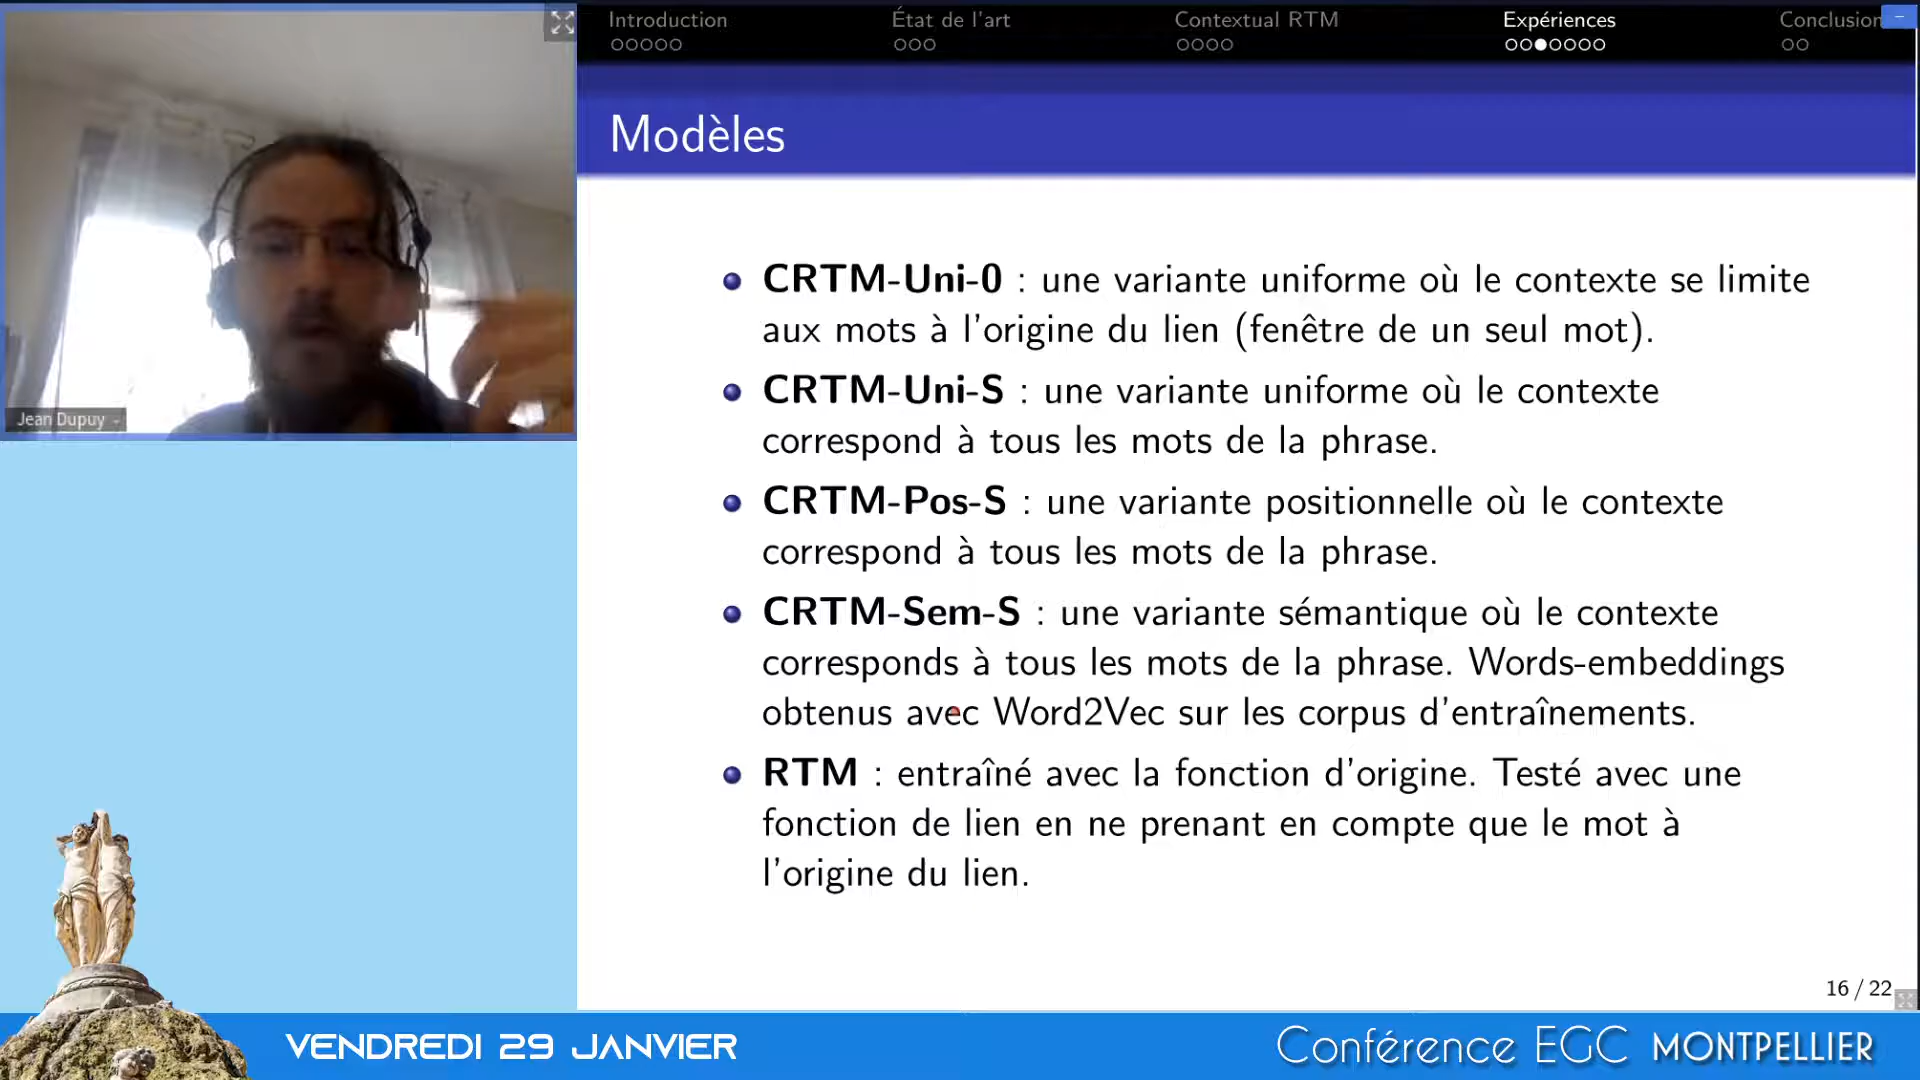 Introduction
État de l'art
Contextual RTM
Expériences
Conclusion
Modèles
CRTM-Uni-0 : une variante uniforme où le contexte se limite
aux mots à l'origine du lien (fenêtre de un seul mot).
CRTM-Uni-S : une variante uniforme où le contexte
correspond à tous les mots de la phrase.
CRTM-Pos-S : une variante positionnelle où le contexte
correspond à tous les mots de la phrase.
CRTM-Sem-S : une variante sémantique où le contexte
corresponds à tous les mots de la phrase. Words-embeddings
obtenus avec Word2Vec sur les corpus d'entraînements.
RTM : entraîné avec la fonction d'origine. Testé avec une
fonction de lien en ne prenant en compte que le mot à
l'origine du lien.
16 / 22
Jean Dupuy
VENDREDI 29 JANVIER
Conférence EGC MONTPELLIER